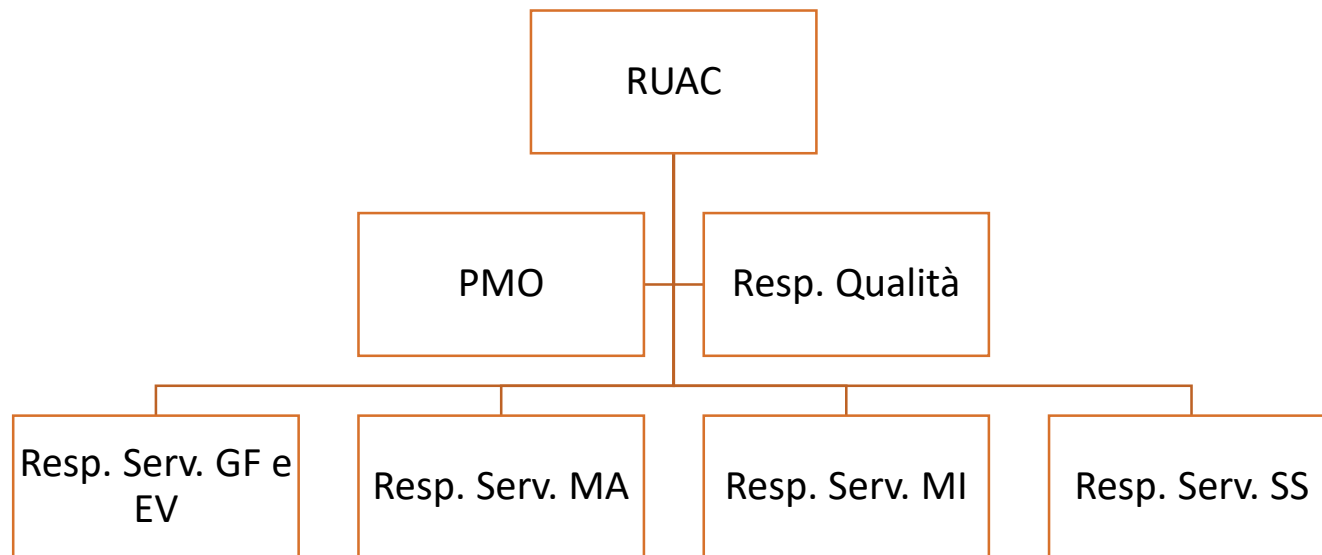 RUAC
PMO
Resp. Qualità
Resp. Serv. GF e
EV
Resp. Serv. MA
Resp. Serv. MI
Resp. Serv. SS